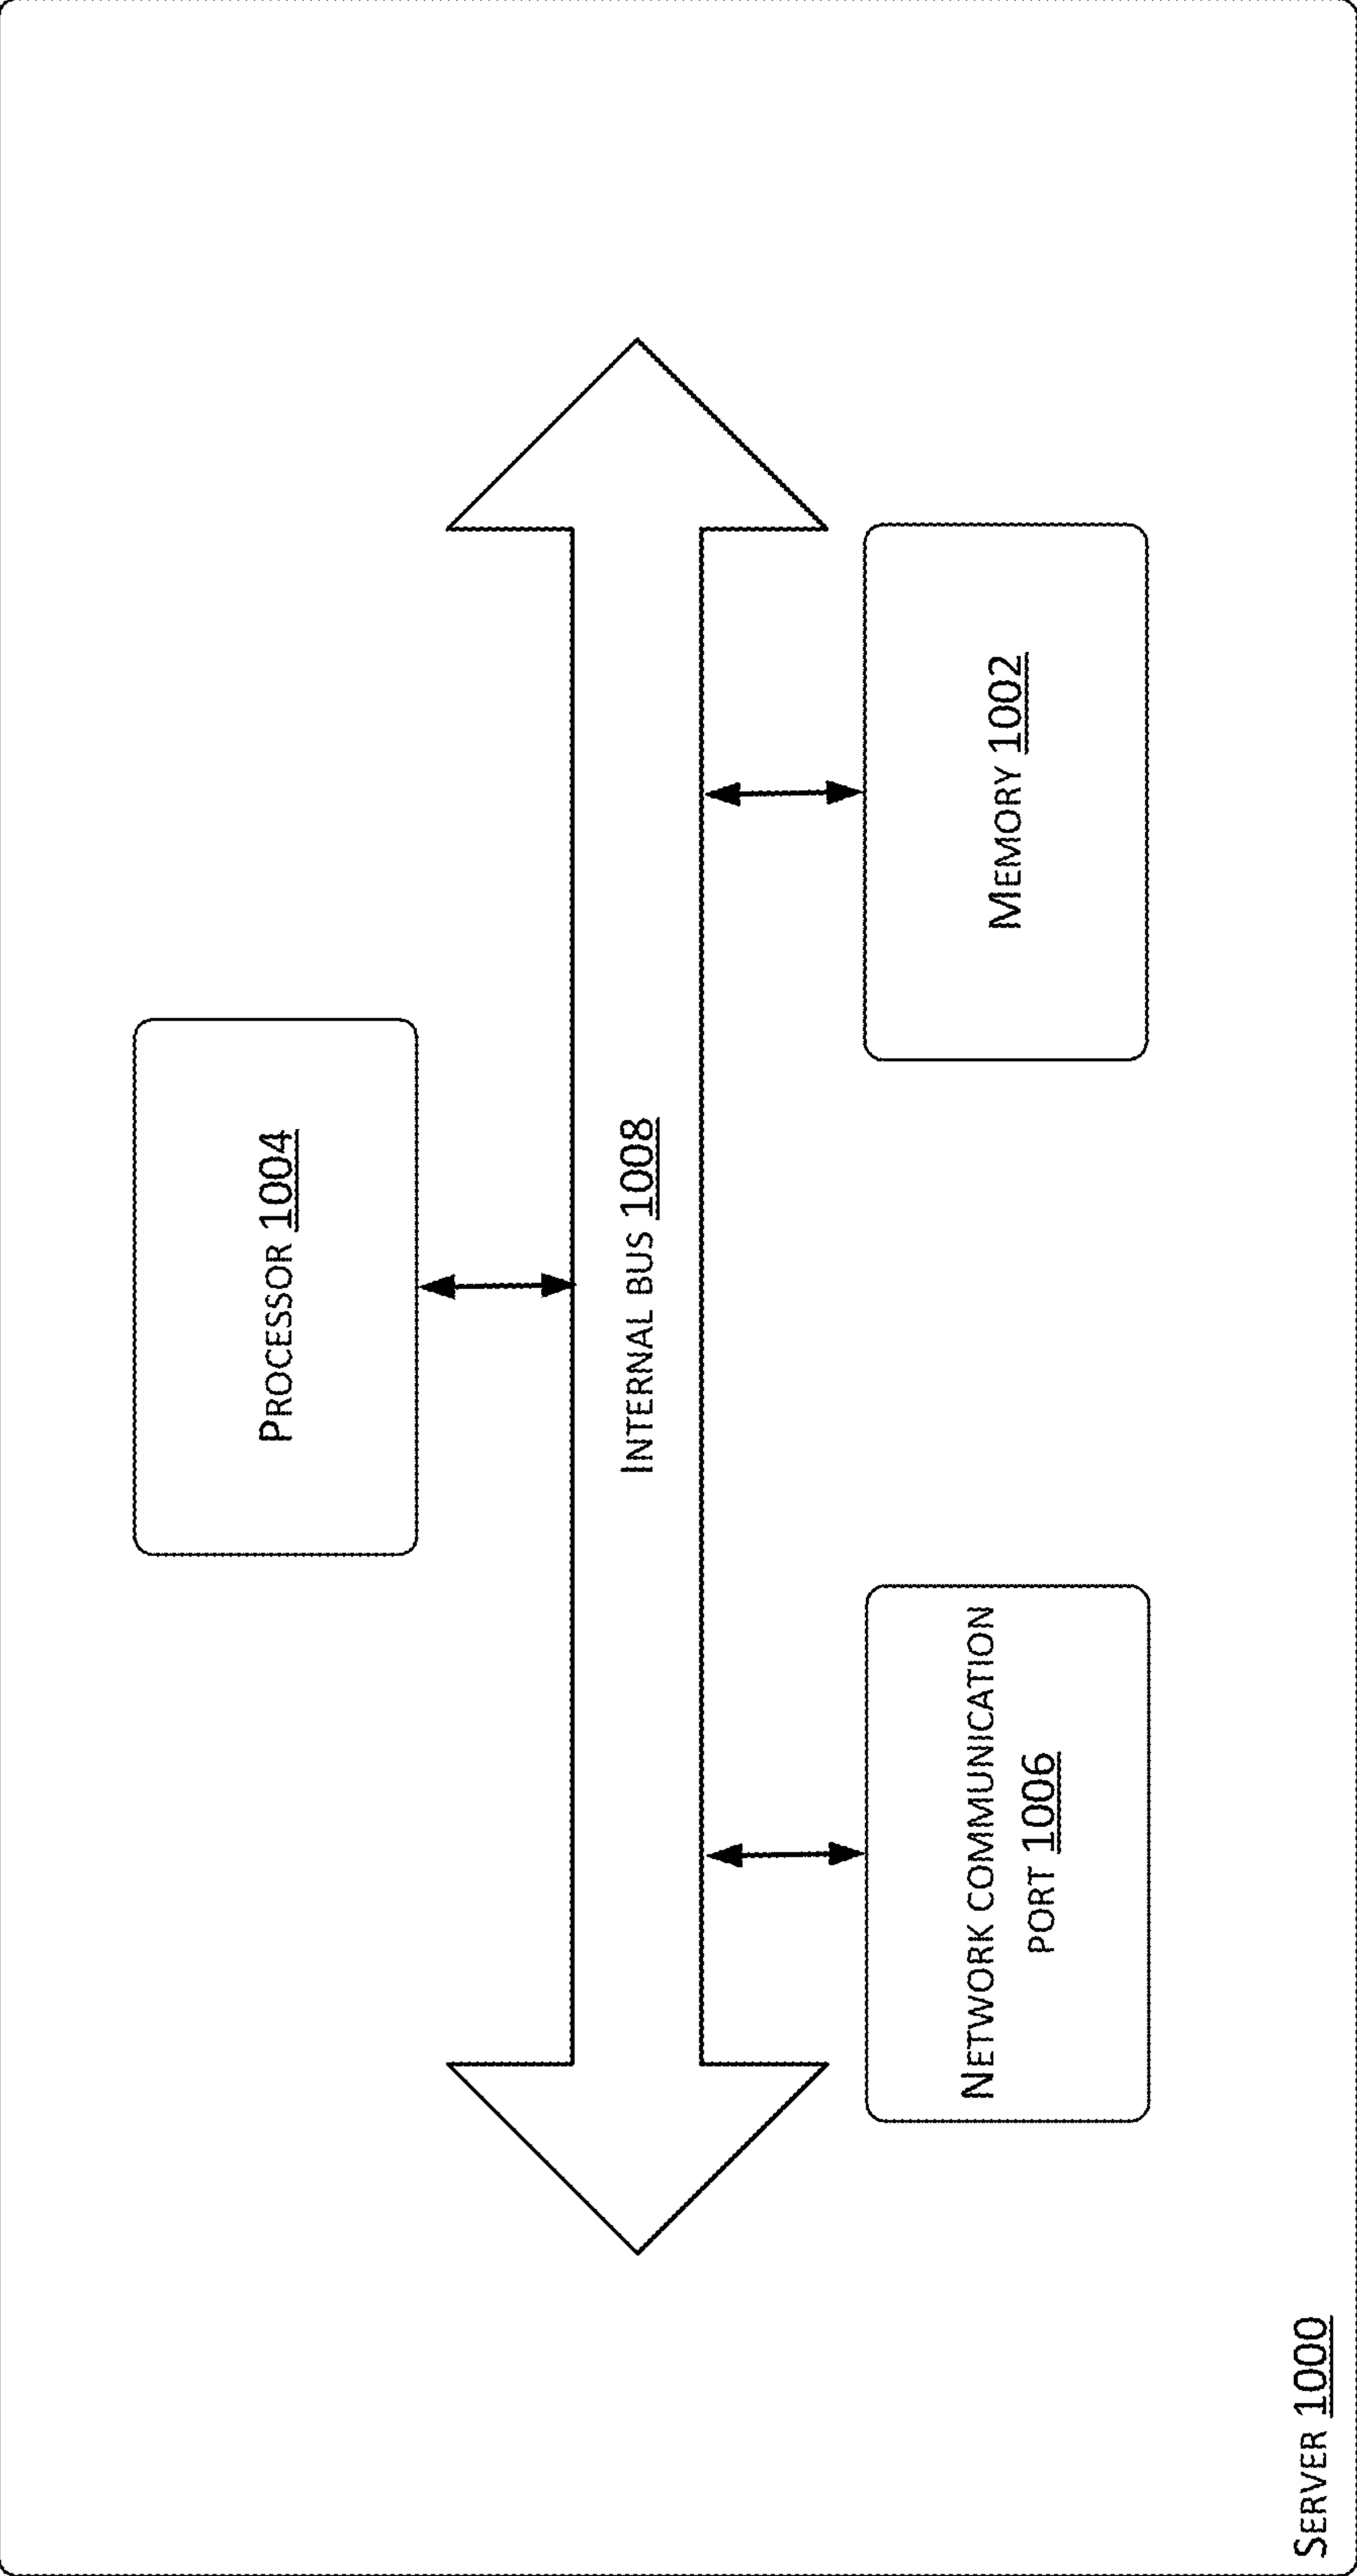 Processor 1004
Internal bus 1008
Network communication
port 1006
Memory 1002
Server 1000